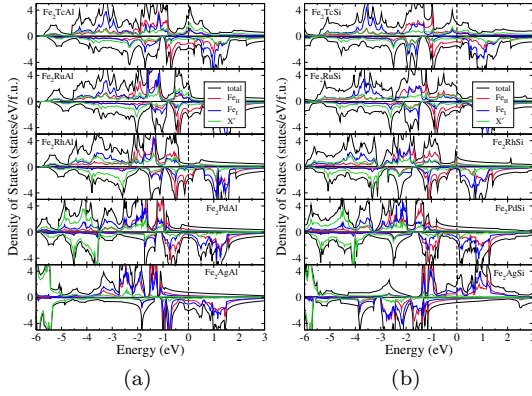 Density of States (states/eV/f.u.)
4
0
-4
Fe₂TcAl
4
0
-4
Fe₂RuAl
total
Fe_II
Fe_I
X′
4
0
-4
Fe₂RhAl
4
0
-4
Fe₂PdAl
4
0
-4
Fe₂AgAl
-6 -5 -4 -3 -2 -1 0 1 2 3
Energy (eV)
(a)
Density of States (states/eV/f.u.)
4
0
-4
Fe₂TcSi
4
0
-4
Fe₂RuSi
total
Fe_II
Fe_I
X′
4
0
-4
Fe₂RhSi
4
0
-4
Fe₂PdSi
4
0
-4
Fe₂AgSi
-6 -5 -4 -3 -2 -1 0 1 2 3
Energy (eV)
(b)